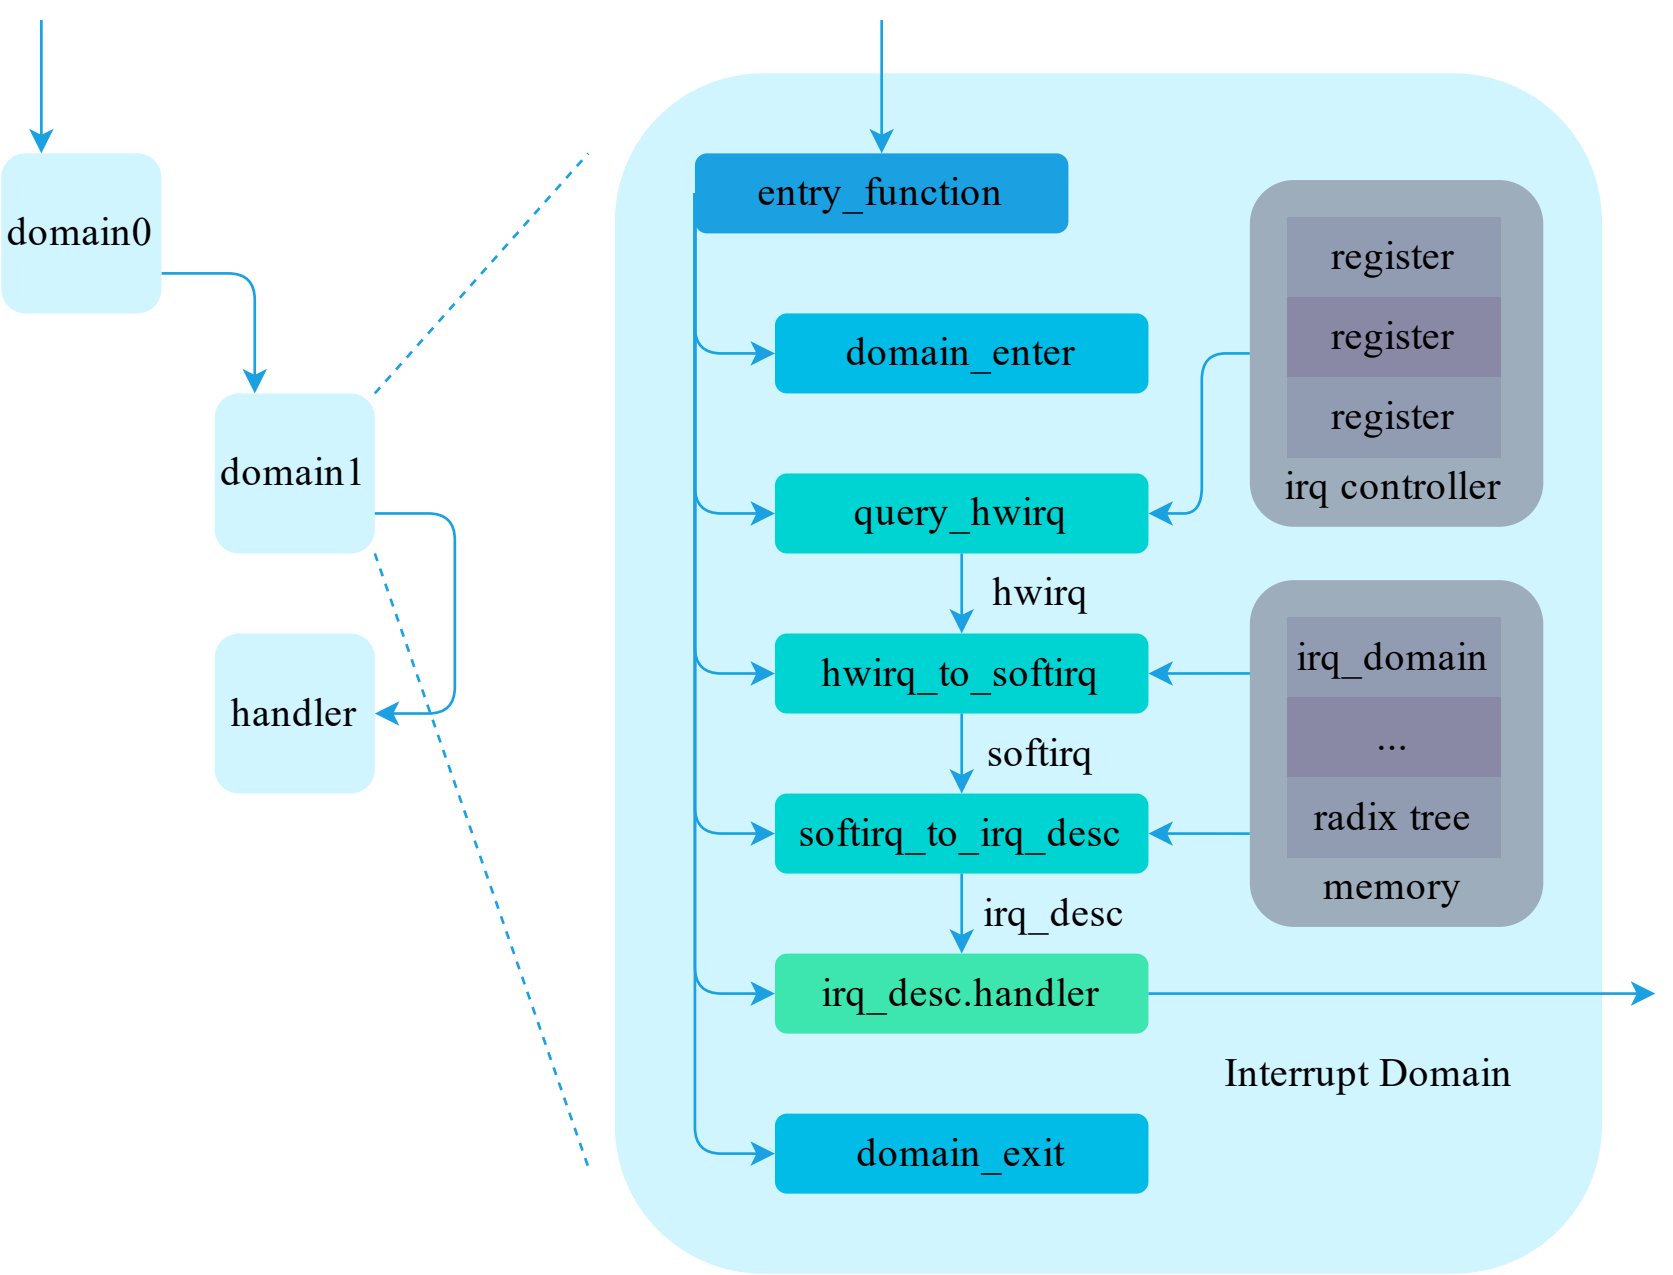 domain0
domain1
handler
entry_function
domain_enter
query_hwirq
hwirq
hwirq_to_softirq
softirq
softirq_to_irq_desc
irq_desc
irq_desc.handler
domain_exit
register
register
register
irq controller
irq_domain
...
radix tree
memory
Interrupt Domain